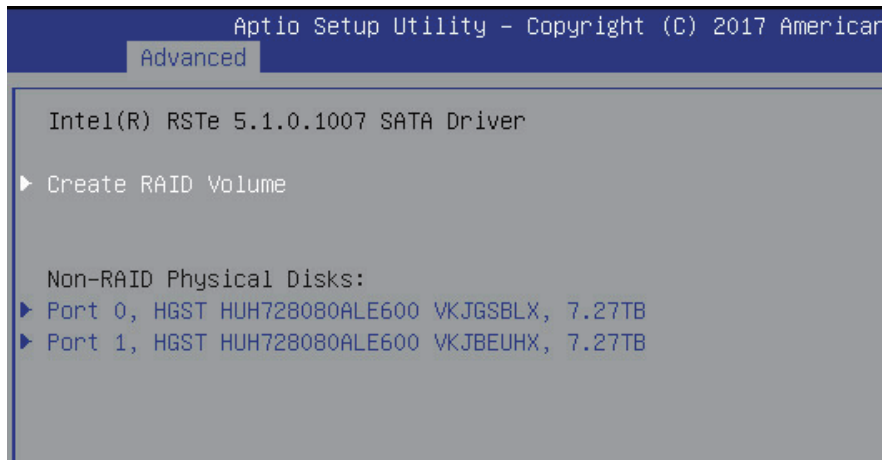 Aptio Setup Utility – Copyright (C) 2017 American
Advanced
Intel(R) RSTe 5.1.0.1007 SATA Driver
Create RAID Volume
Non-RAID Physical Disks:
Port 0, HGST HUH728080ALE600 VKJGSBLX, 7.27TB
Port 1, HGST HUH728080ALE600 VKJBEUHX, 7.27TB